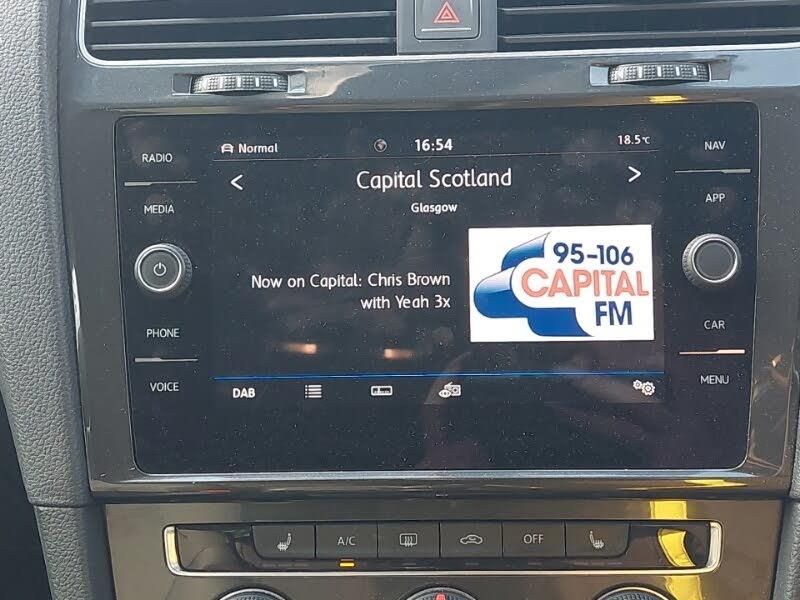 RADIO
MEDIA
PHONE
VOICE
Normal
16:54
18.5°C
< Capital Scotland >
Glasgow
Now on Capital: Chris Brown
with Yeah 3x
95-106
CAPITAL
FM
DAB
NAV
APP
CAR
MENU
A/C
OFF